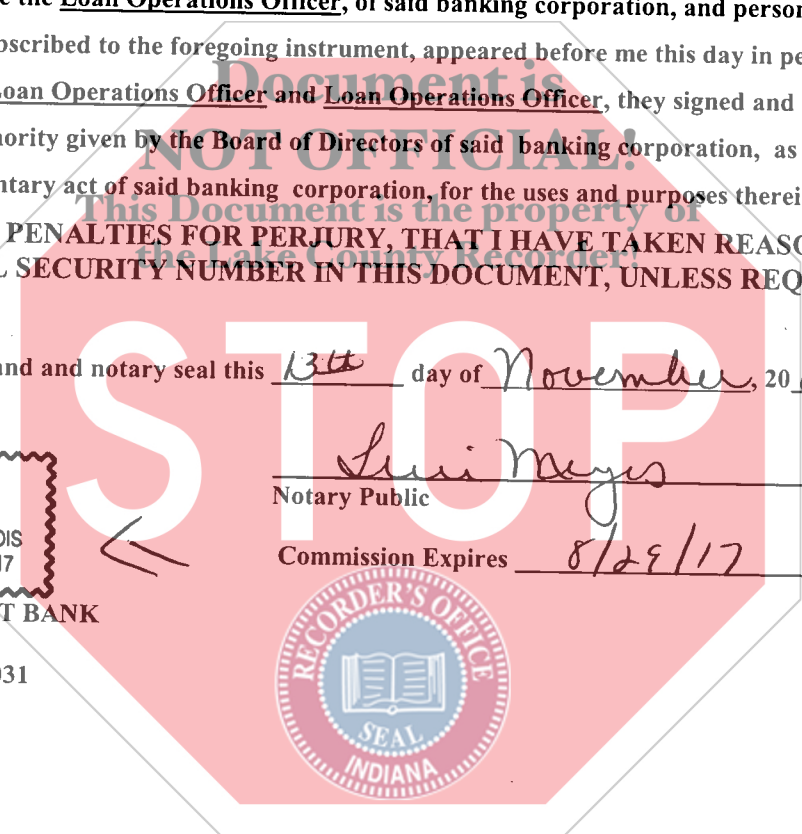 the Loan Operations Officer, of said banking corporation, and person
bscribed to the foregoing instrument, appeared before me this day in pe
Document is
Loan Operations Officer and Loan Operations Officer, they signed and
NOT OFFICIAL!
hority given by the Board of Directors of said banking corporation, as
ntary act of said banking corporation, for the uses and purposes therei
This Document is the property of
PENALTIES FOR PERJURY, THAT I HAVE TAKEN REASO
the Lake County Recorder!
L SECURITY NUMBER IN THIS DOCUMENT, UNLESS REQ
STOP
and and notary seal this 13th day of November, 20
Notary Public
OIS
17
Commission Expires 8/29/17
T BANK
RECORDER'S OFFICE
031
SEAL
INDIANA